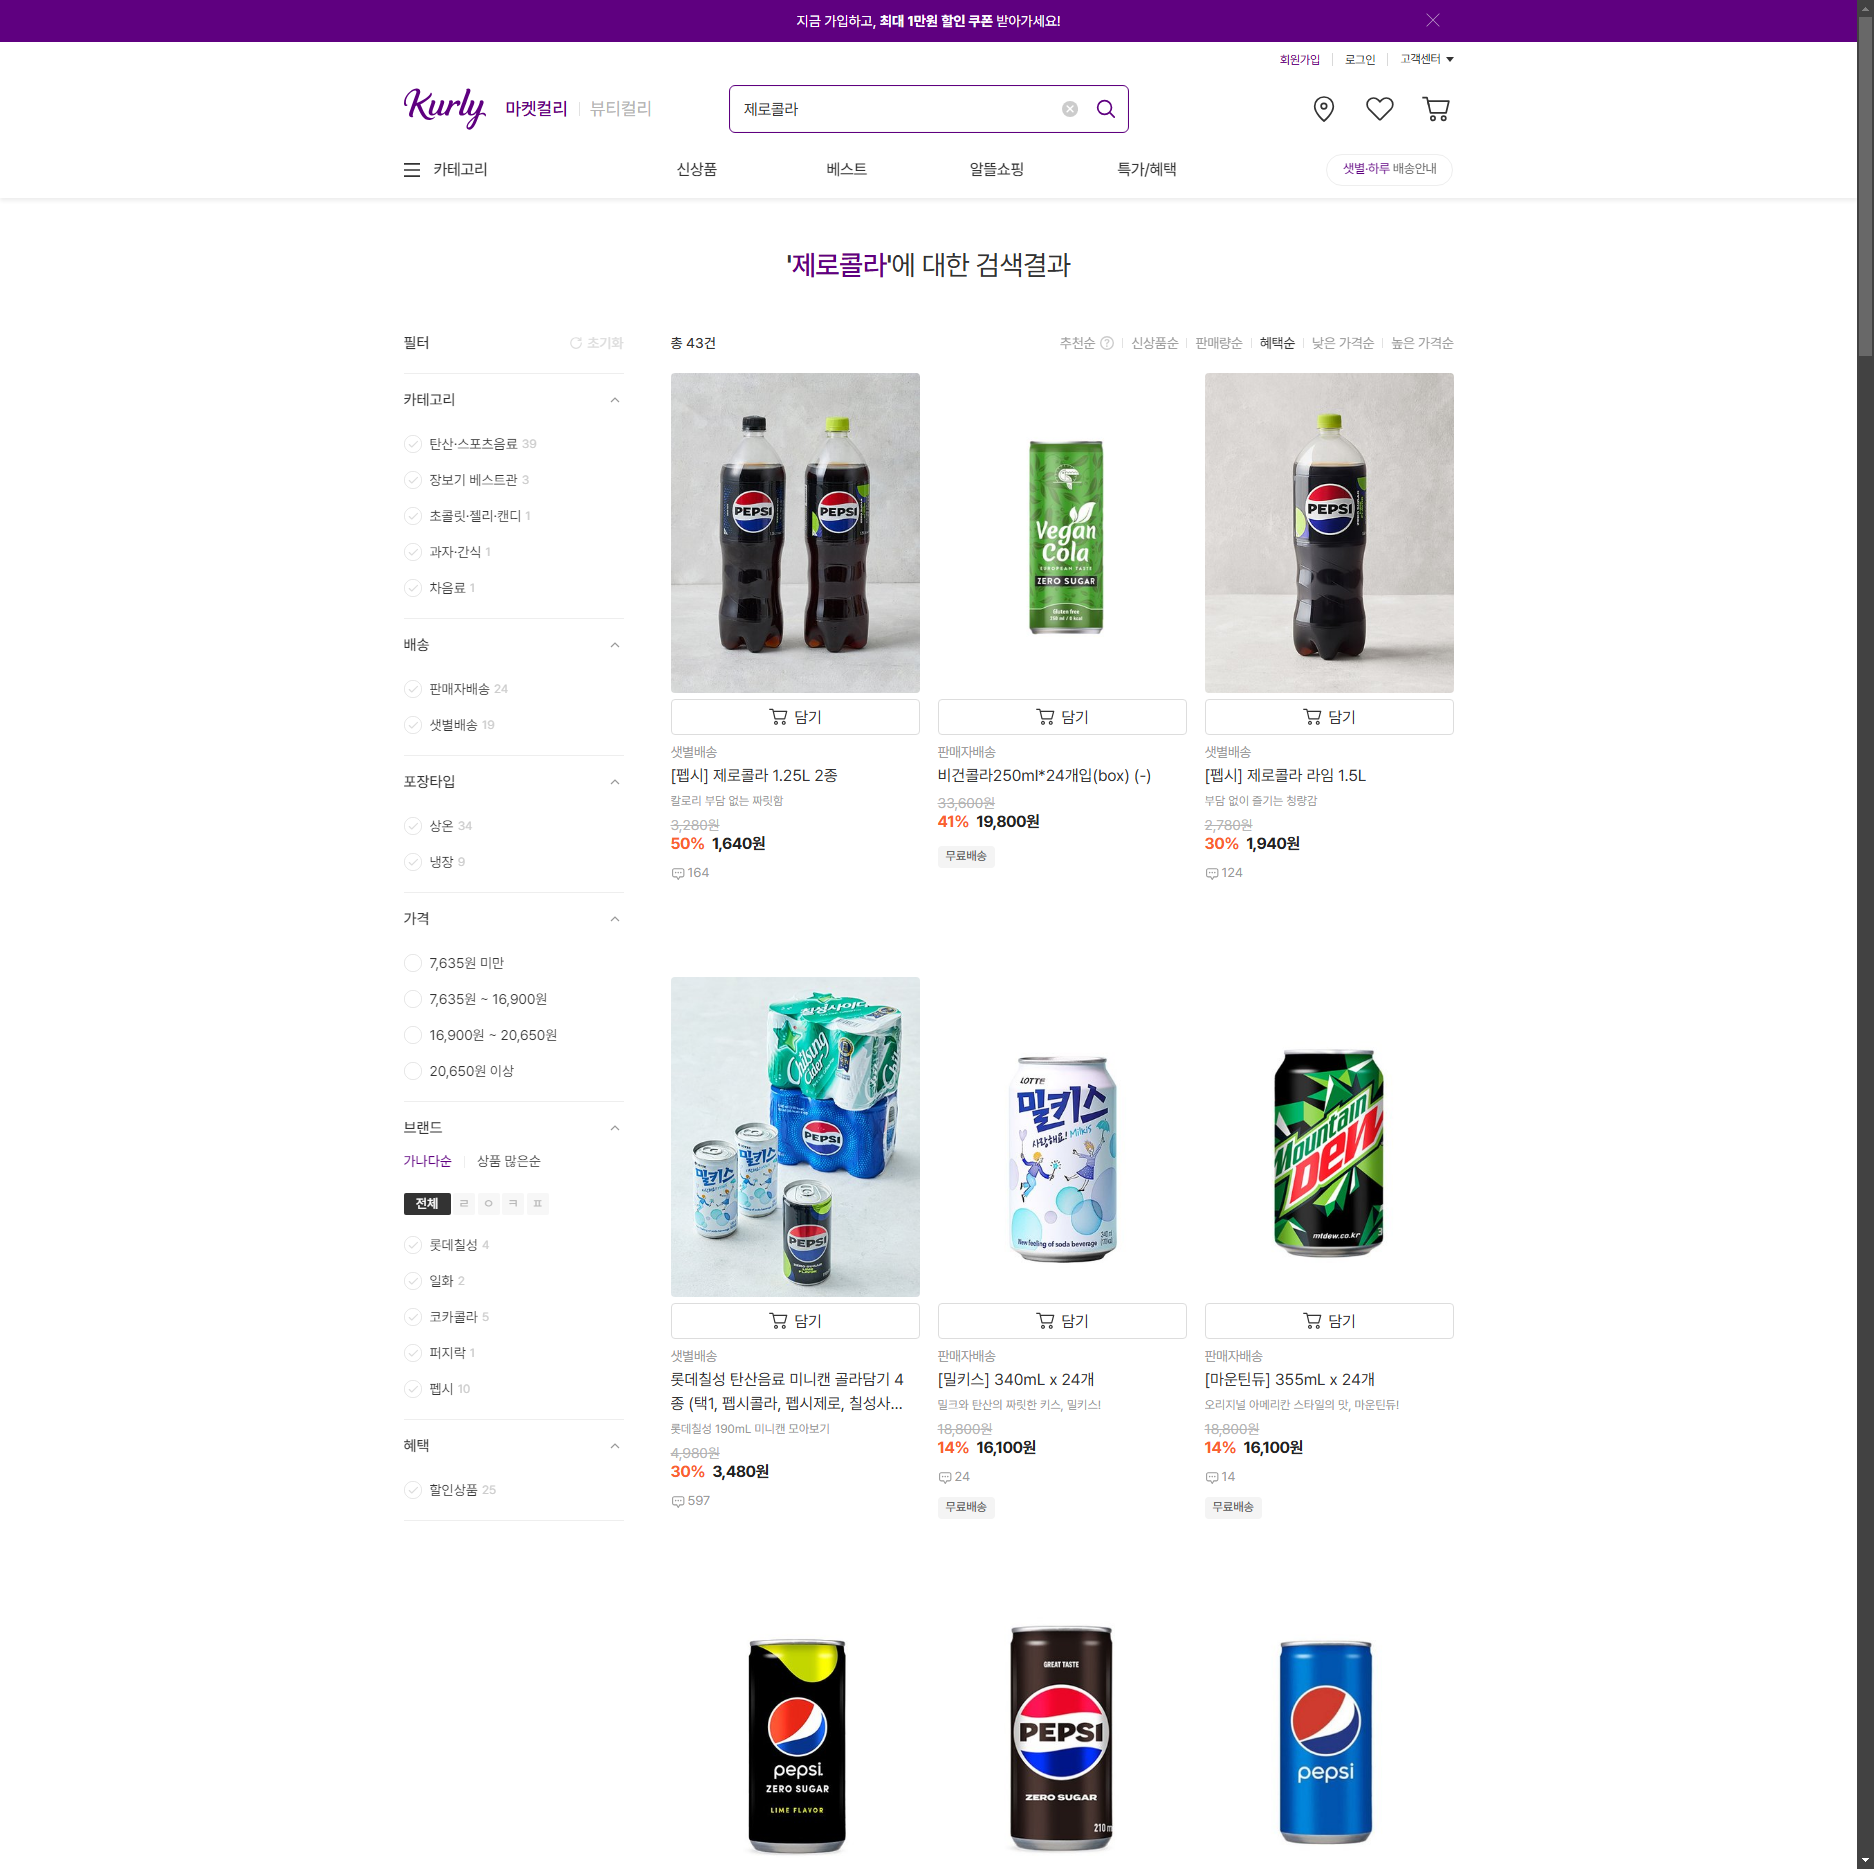 지금 가입하고, 최대 1만원 할인 쿠폰 받아가세요!
회원가입 로그인 고객센터
Kurly 마켓컬리 뷰티컬리
제로콜라
카테고리 신상품 베스트 알뜰쇼핑 특가/혜택 샛별·하루 배송안내
'제로콜라'에 대한 검색결과
필터 초기화
총 43건 추천순 ? 신상품순 판매량순 혜택순 낮은 가격순 높은 가격순
카테고리
탄산·스포츠음료 39
장보기 베스트관 3
초콜릿·젤리·캔디 1
과자·간식 1
차음료 1
배송
판매자배송 24
샛별배송 19
포장타입
상온 34
냉장 9
가격
7,635원 미만
7,635원 ~ 16,900원
16,900원 ~ 20,650원
20,650원 이상
브랜드
가나다순 상품 많은순
전체 ㄹ ㅇ ㅋ ㅍ
롯데칠성 4
일화 2
코카콜라 5
퍼지락 1
펩시 10
혜택
할인상품 25
PEPSI
PEPSI
담기
샛별배송
[펩시] 제로콜라 1.25L 2종
칼로리 부담 없는 짜릿함
3,280원
50% 1,640원
164
Vegan
Cola
EUROPEAN TASTE
ZERO SUGAR
Gluten free
담기
판매자배송
비건콜라250ml*24개입(box) (-)
33,600원
41% 19,800원
무료배송
PEPSI
담기
샛별배송
[펩시] 제로콜라 라임 1.5L
부담 없이 즐기는 청량감
2,780원
30% 1,940원
124
칠성사이다
Chilsung
Cider
PEPSI
밀키스
밀키스
PEPSI
담기
샛별배송
롯데칠성 탄산음료 미니캔 골라담기 4
종 (택1, 펩시콜라, 펩시제로, 칠성사...
롯데칠성 190mL 미니캔 모아보기
4,980원
30% 3,480원
597
LOTTE
밀키스
사랑해요! Milkis
New feeling of soda beverage
담기
판매자배송
[밀키스] 340mL x 24개
밀크와 탄산의 짜릿한 키스, 밀키스!
18,800원
14% 16,100원
24
무료배송
Mountain
DEW
mtdew.co.kr
담기
판매자배송
[마운틴듀] 355mL x 24개
오리지널 아메리칸 스타일의 맛, 마운틴듀!
18,800원
14% 16,100원
14
무료배송
pepsi
ZERO SUGAR
LIME FLAVOR
GREAT TASTE
PEPSI
ZERO SUGAR
210 m
pepsi